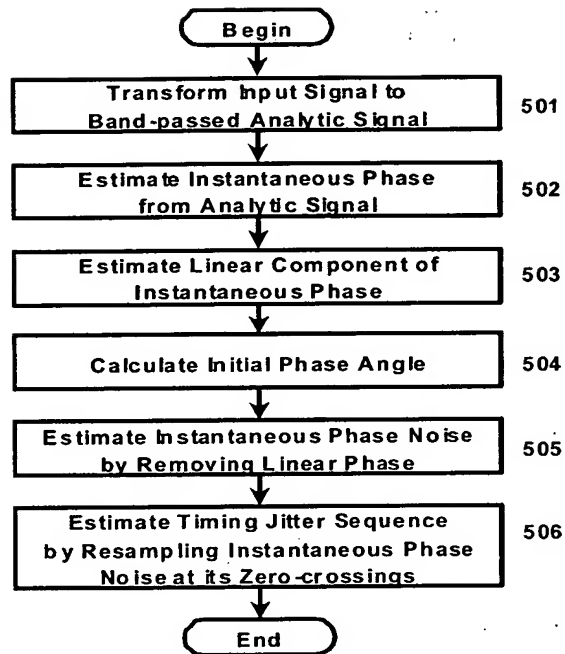 Begin
Transform Input Signal to
Band-passed Analytic Signal
501
Estimate Instantaneous Phase
from Analytic Signal
502
Estimate Linear Component of
Instantaneous Phase
503
Calculate Initial Phase Angle
504
Estimate Instantaneous Phase Noise
by Removing Linear Phase
505
Estimate Timing Jitter Sequence
by Resampling Instantaneous Phase
Noise at its Zero-crossings
506
End